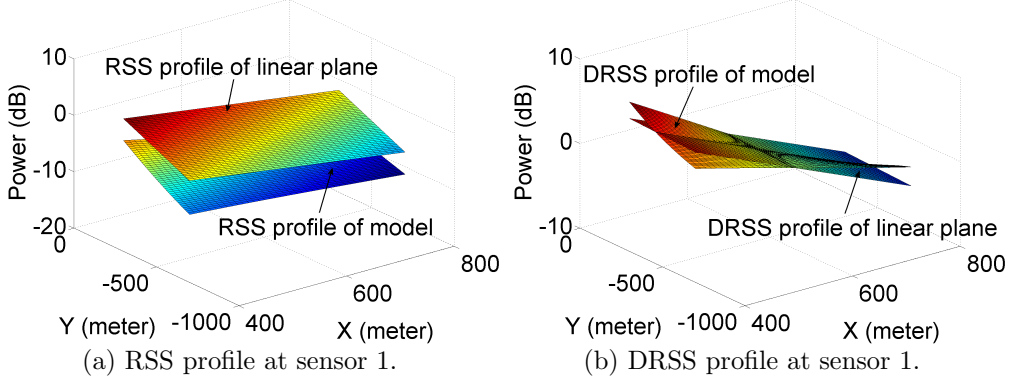 10
0
-10
-20
Power (dB)
RSS profile of linear plane
RSS profile of model
0
-500
-1000
Y (meter)
400
600
800
X (meter)
(a) RSS profile at sensor 1.
10
0
-10
Power (dB)
DRSS profile of model
DRSS profile of linear plane
0
-500
-1000
Y (meter)
400
600
800
X (meter)
(b) DRSS profile at sensor 1.